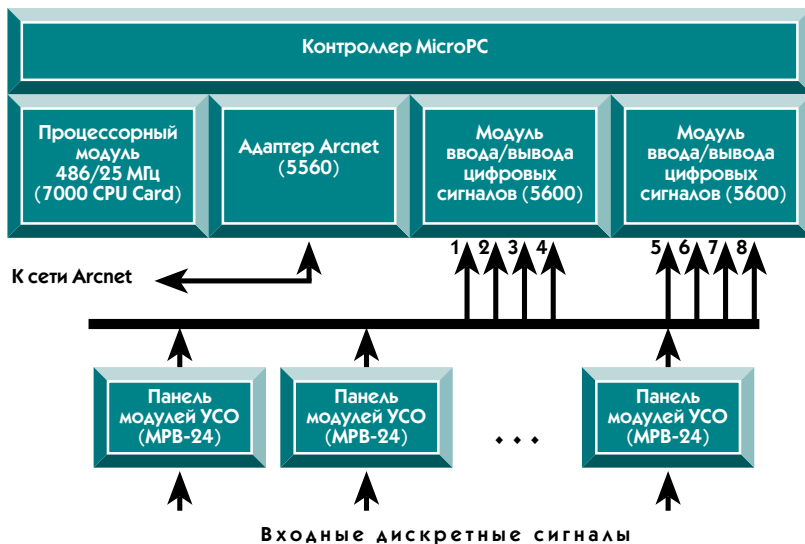 Контроллер MicroPC
Процессорный
модуль
486/25 МГц
(7000 CPU Card)
Адаптер Arcnet
(5560)
Модуль
ввода/вывода
цифровых
сигналов (5600)
Модуль
ввода/вывода
цифровых
сигналов (5600)
1 2 3 4
5 6 7 8
К сети Arcnet
Панель
модулей УСО
(MPB-24)
Панель
модулей УСО
(MPB-24)
...
Панель
модулей УСО
(MPB-24)
Входные дискретные сигналы